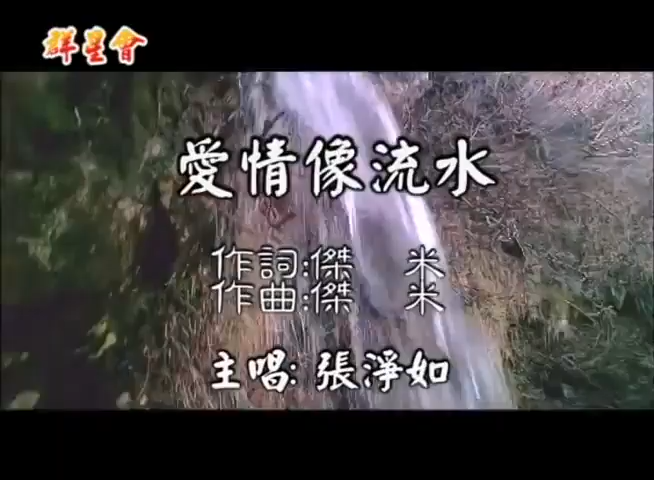 群星會
愛情像流水
作詞:傑 米
作曲:傑 米
主唱: 張淨如